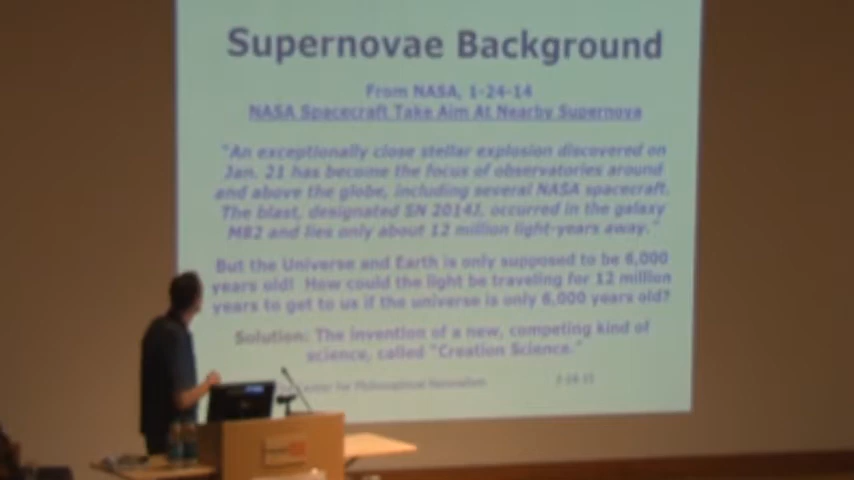 Supernovae Background
From NASA, 1-24-14
NASA Spacecraft Take Aim At Nearby Supernova
"An exceptionally close stellar explosion discovered on
Jan. 21 has become the focus of observatories around
and above the globe, including several NASA spacecraft.
The blast, designated SN 2014J, occurred in the galaxy
M82 and lies only about 12 million light-years away."
But the Universe and Earth is only supposed to be 6,000
years old! How could the light be traveling for 12 million
years to get to us if the universe is only 6,000 years old?
Solution: The invention of a new, competing kind of
science, called "Creation Science."
Center for Philosophical Naturalism